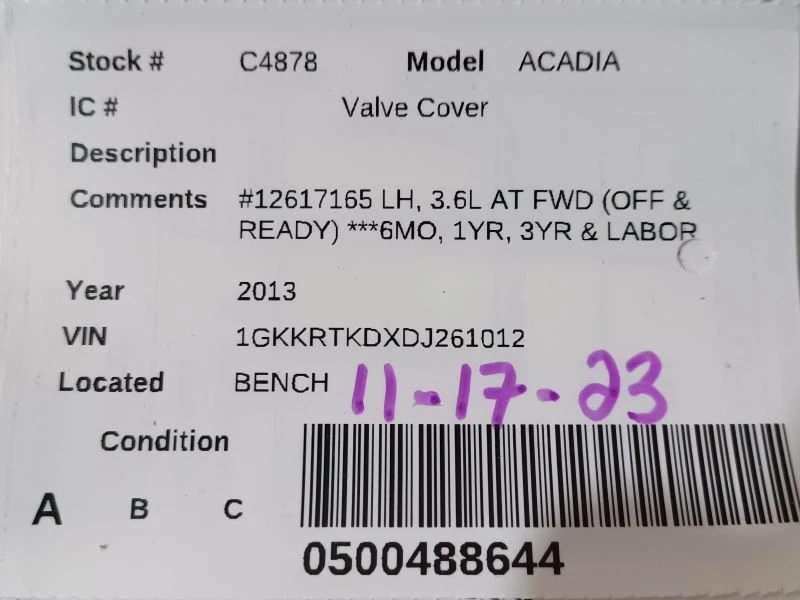 Stock # C4878 Model ACADIA
IC # Valve Cover
Description
Comments #12617165 LH, 3.6L AT FWD (OFF &
READY) ***6MO, 1YR, 3YR & LABOR
Year 2013
VIN 1GKKRTKDXDJ261012
Located BENCH 11-17-23
Condition
A B C
0500488644